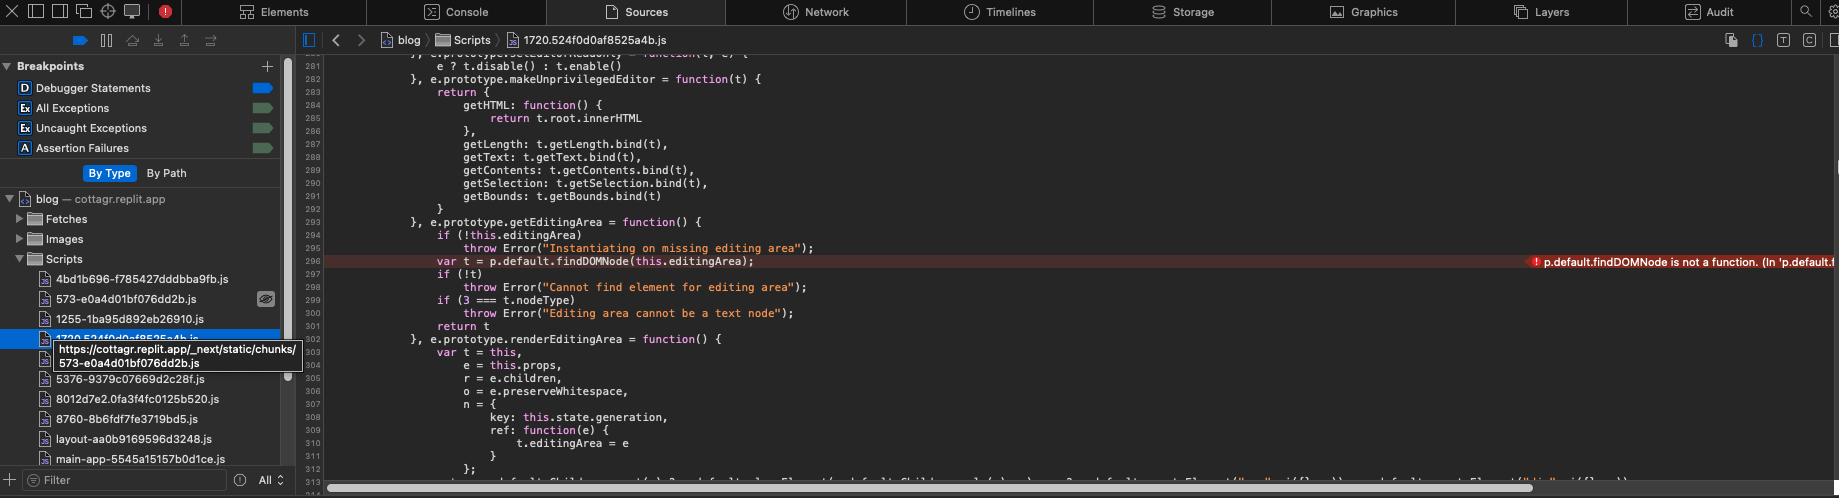 Elements
Console
Sources
Network
Timelines
Storage
Graphics
Layers
Audit
blog
Scripts
1720.524f0d0af8525a4b.js
Breakpoints
D Debugger Statements
Ex All Exceptions
Ex Uncaught Exceptions
A Assertion Failures
By Type By Path
blog — cottagr.replit.app
Fetches
Images
Scripts
4bd1b696-f785427dddbba9fb.js
573-e0a4d01bf076dd2b.js
1255-1ba95d892eb26910.js
1720.524f0d0af8525a4b.js
https://cottagr.replit.app/_next/static/chunks/
573-e0a4d01bf076dd2b.js
5376-9379c07669d2c28f.js
8012d7e2.0fa3f4fc0125b520.js
8760-8b6fdf7fe3719bd5.js
layout-aa0b9169596d3248.js
main-app-5545a15157b0d1ce.js
Filter
All
281 e ? t.disable() : t.enable()
282 }, e.prototype.makeUnprivilegedEditor = function(t) {
283 return {
284 getHTML: function() {
285 return t.root.innerHTML
286 },
287 getLength: t.getLength.bind(t),
288 getText: t.getText.bind(t),
289 getContents: t.getContents.bind(t),
290 getSelection: t.getSelection.bind(t),
291 getBounds: t.getBounds.bind(t)
292 }
293 }, e.prototype.getEditingArea = function() {
294 if (!this.editingArea)
295 throw Error("Instantiating on missing editing area");
296 var t = p.default.findDOMNode(this.editingArea);
p.default.findDOMNode is not a function. (In 'p.default.f
297 if (!t)
298 throw Error("Cannot find element for editing area");
299 if (3 === t.nodeType)
300 throw Error("Editing area cannot be a text node");
301 return t
302 }, e.prototype.renderEditingArea = function() {
303 var t = this,
304 e = this.props,
305 r = e.children,
306 o = e.preserveWhitespace,
307 n = {
308 key: this.state.generation,
309 ref: function(e) {
310 t.editingArea = e
311 }
312 };
313